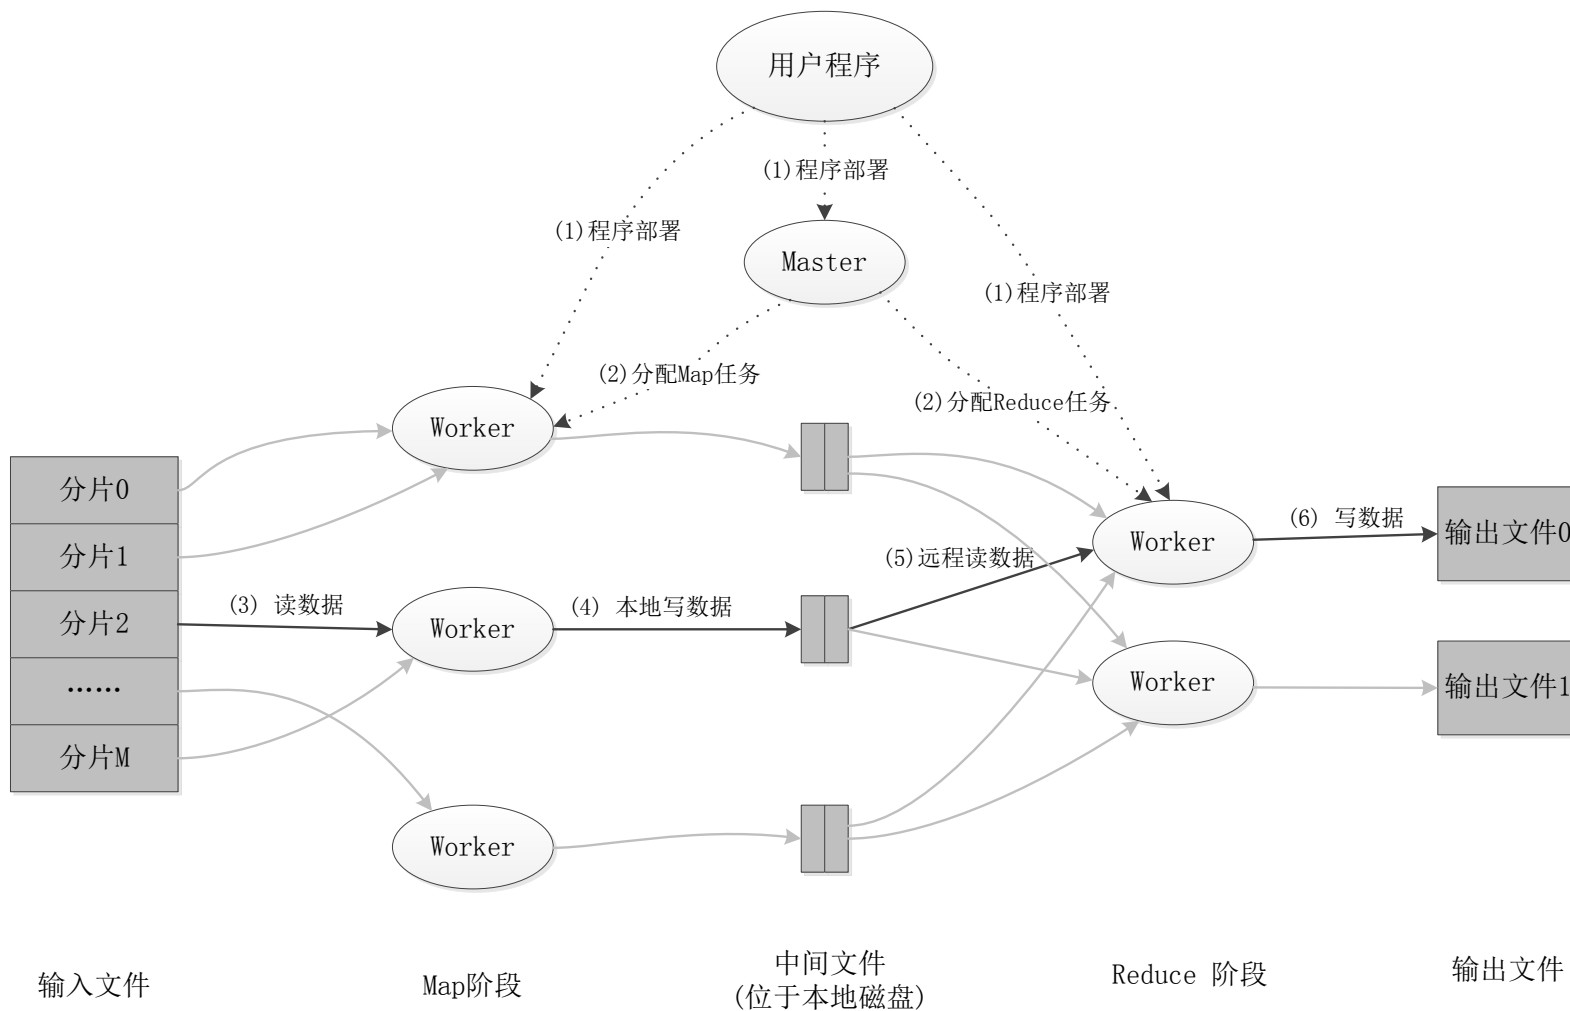 用户程序
(1)程序部署
(1)程序部署
Master
(1)程序部署
(2)分配Map任务
(2)分配Reduce任务
Worker
分片0
(6) 写数据
输出文件0
分片1
Worker
(5)远程读数据
(3) 读数据
(4) 本地写数据
分片2
Worker
……
Worker
输出文件1
分片M
Worker
输入文件
Map阶段
中间文件
(位于本地磁盘)
Reduce 阶段
输出文件